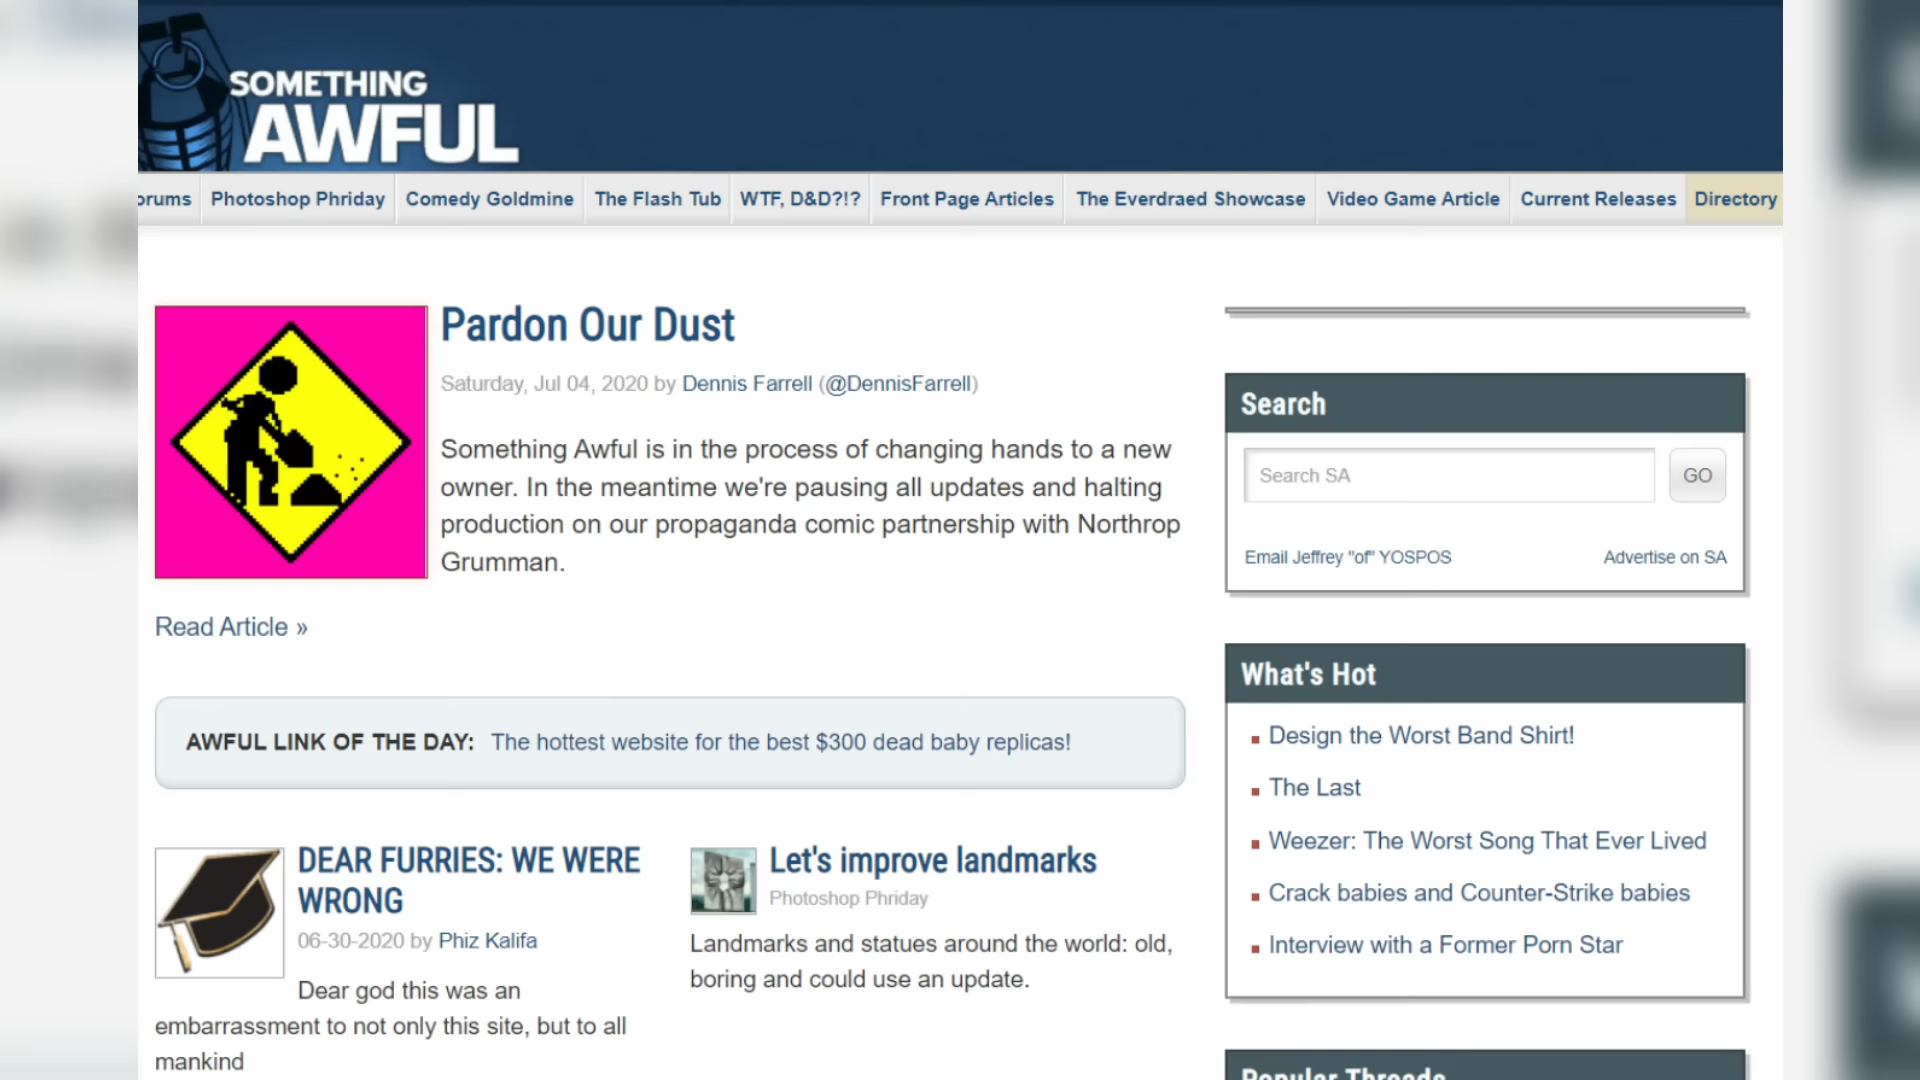 SOMETHING
AWFUL
orums
Photoshop Phriday
Comedy Goldmine
The Flash Tub
WTF, D&D?!?
Front Page Articles
The Everdraed Showcase
Video Game Article
Current Releases
Directory
Pardon Our Dust
Saturday, Jul 04, 2020 by Dennis Farrell (@DennisFarrell)
Something Awful is in the process of changing hands to a new
owner. In the meantime we're pausing all updates and halting
production on our propaganda comic partnership with Northrop
Grumman.
Read Article »
AWFUL LINK OF THE DAY: The hottest website for the best $300 dead baby replicas!
DEAR FURRIES: WE WERE
WRONG
06-30-2020 by Phiz Kalifa
Dear god this was an
embarrassment to not only this site, but to all
mankind
Let's improve landmarks
Photoshop Phriday
Landmarks and statues around the world: old,
boring and could use an update.
Search
Search SA
GO
Email Jeffrey "of" YOSPOS
Advertise on SA
What's Hot
Design the Worst Band Shirt!
The Last
Weezer: The Worst Song That Ever Lived
Crack babies and Counter-Strike babies
Interview with a Former Porn Star
Popular Threads